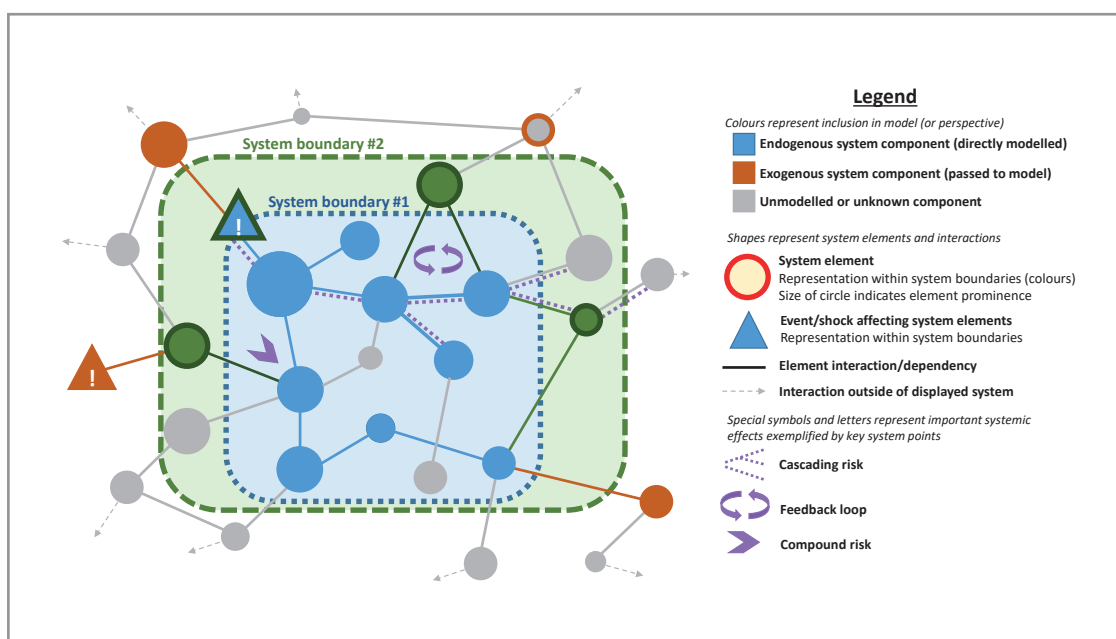 Legend
Colours represent inclusion in model (or perspective)
Endogenous system component (directly modelled)
Exogenous system component (passed to model)
Unmodelled or unknown component
Shapes represent system elements and interactions
System element
Representation within system boundaries (colours)
Size of circle indicates element prominence
Event/shock affecting system elements
Representation within system boundaries
Element interaction/dependency
Interaction outside of displayed system
Special symbols and letters represent important systemic
effects exemplified by key system points
Cascading risk
Feedback loop
Compound risk
System boundary #2
System boundary #1
!
!